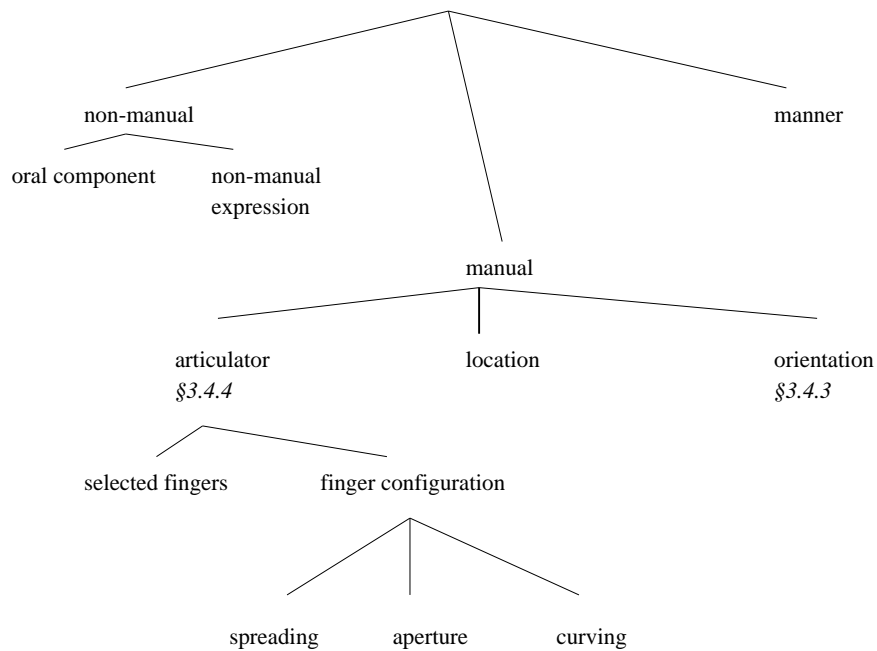 non-manual
manner
oral component
non-manual
expression
manual
articulator
§3.4.4
location
orientation
§3.4.3
selected fingers
finger configuration
spreading
aperture
curving